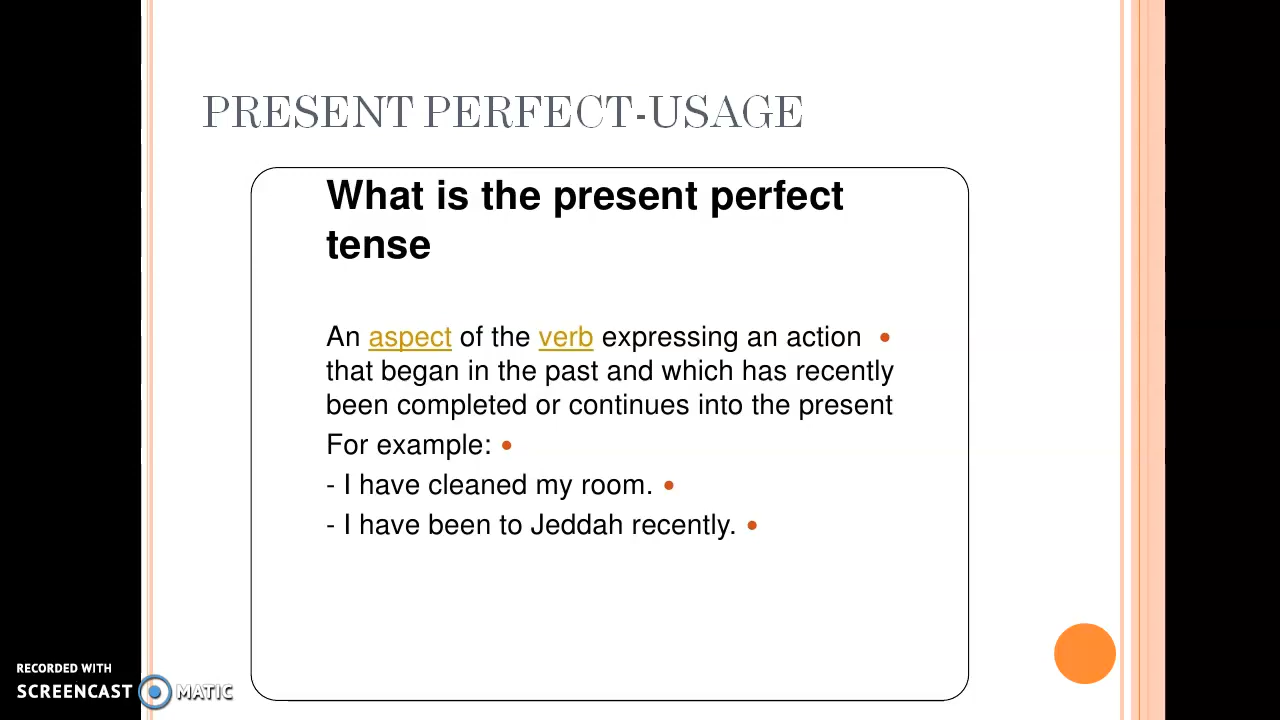 PRESENT PERFECT-USAGE
What is the present perfect
tense
An aspect of the verb expressing an action •
that began in the past and which has recently
been completed or continues into the present
For example: •
- I have cleaned my room. •
- I have been to Jeddah recently. •
RECORDED WITH
SCREENCAST MATIC